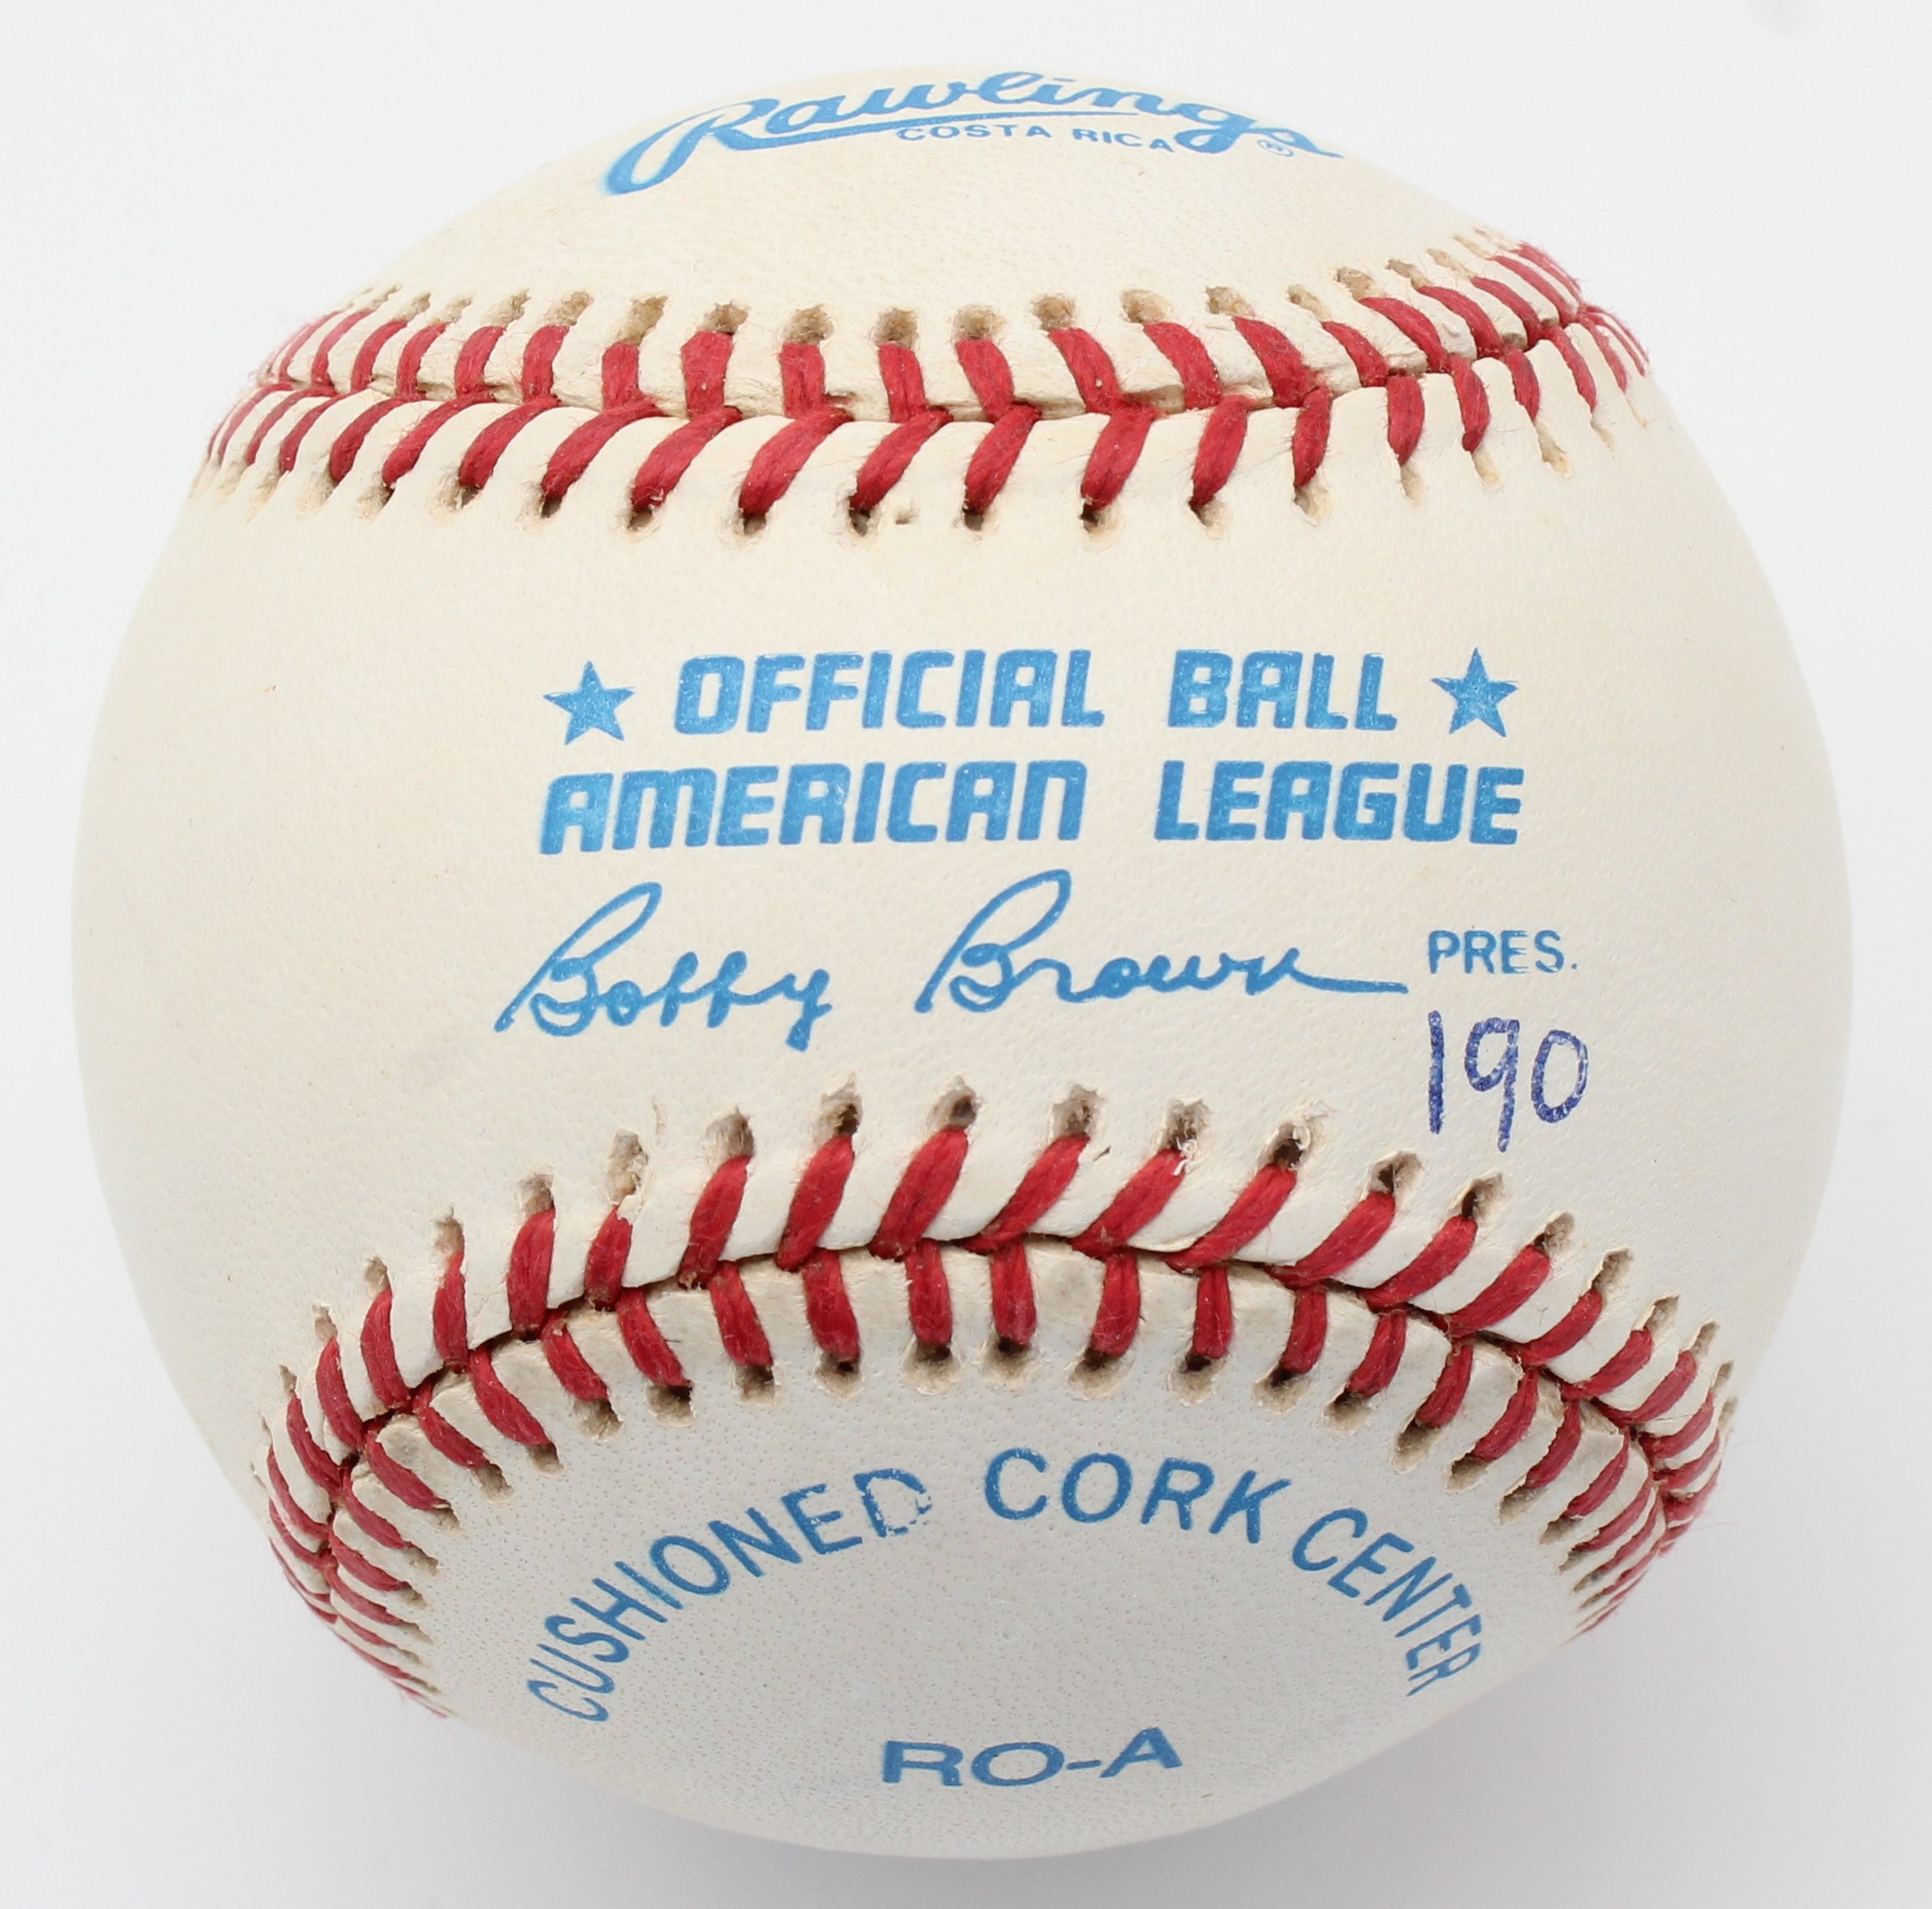 Rawlings®
COSTA RICA
★ OFFICIAL BALL ★
AMERICAN LEAGUE
Bobby Brown PRES.
190
CUSHIONED CORK CENTER
RO-A